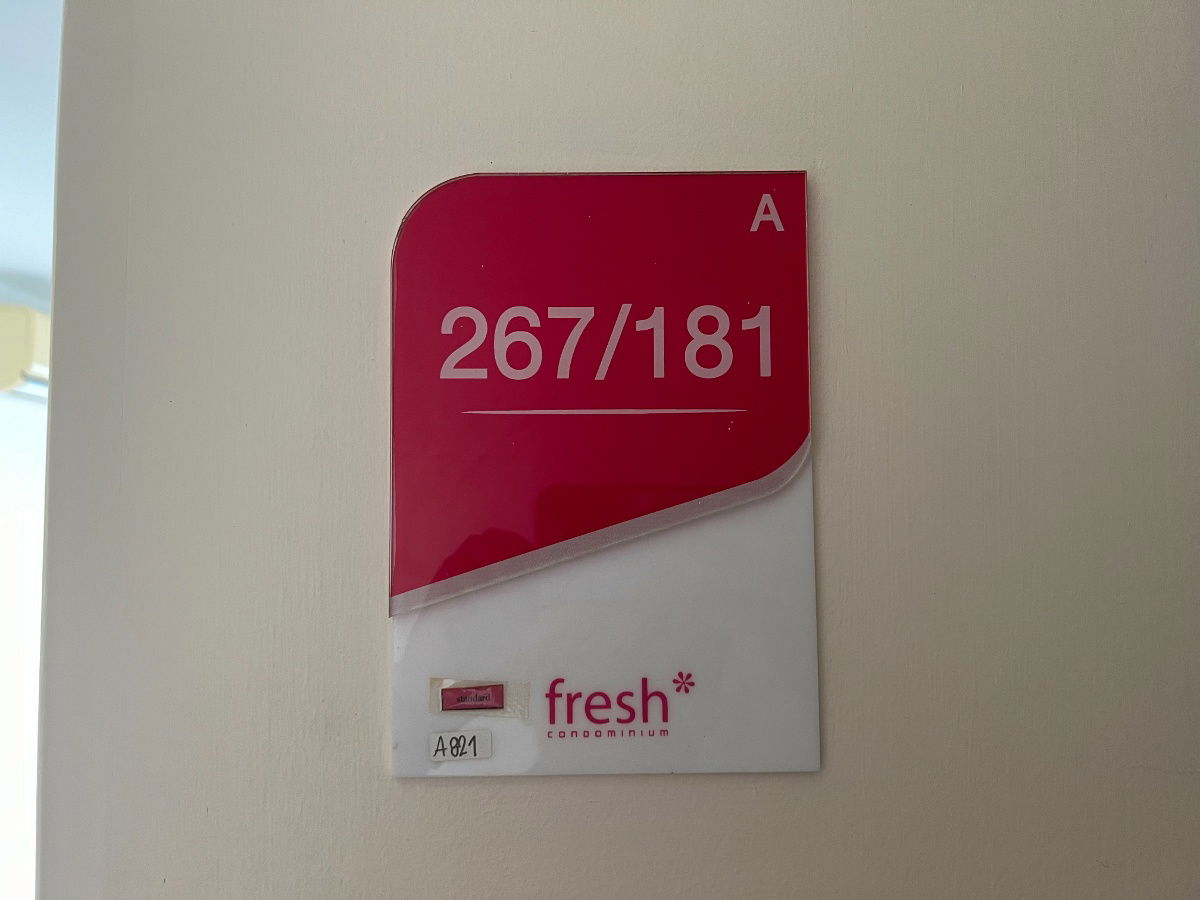 A
267/181
standard
fresh*
CONDOMINIUM
A821